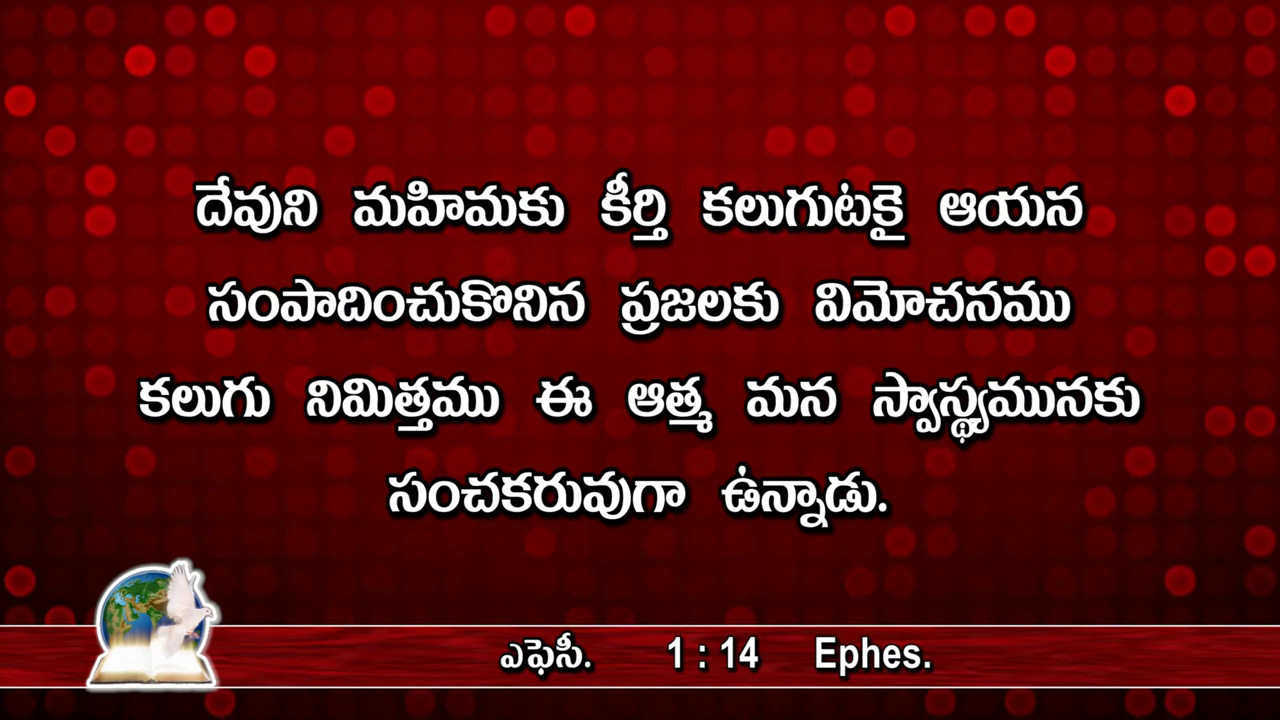 దేవుని మహిమకు కీర్తి కలుగుటకై ఆయన
సంపాదించుకొనిన ప్రజలకు విమోచనము
కలుగు నిమిత్తము ఈ ఆత్మ మన స్వాస్థ్యమునకు
సంచకరువుగా ఉన్నాడు.
ఎఫెసీ. 1 : 14 Ephes.